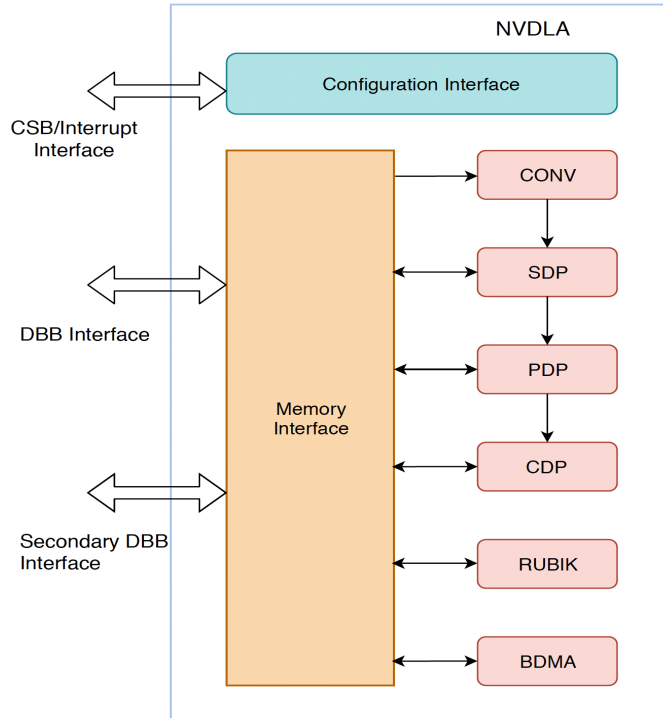 NVDLA
Configuration Interface
CSB/Interrupt
Interface
CONV
SDP
DBB Interface
PDP
Memory
Interface
CDP
Secondary DBB
Interface
RUBIK
BDMA